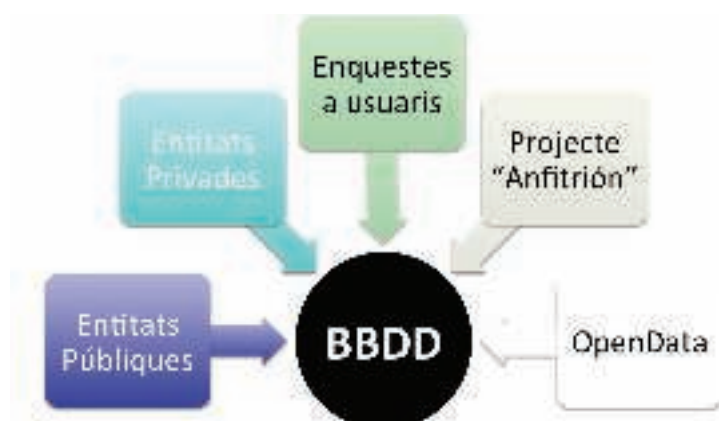 Enquestes
a usuaris
Entitats
Privades
Projecte
“Anfitrión”
Entitats
Públiques
BBDD
OpenData